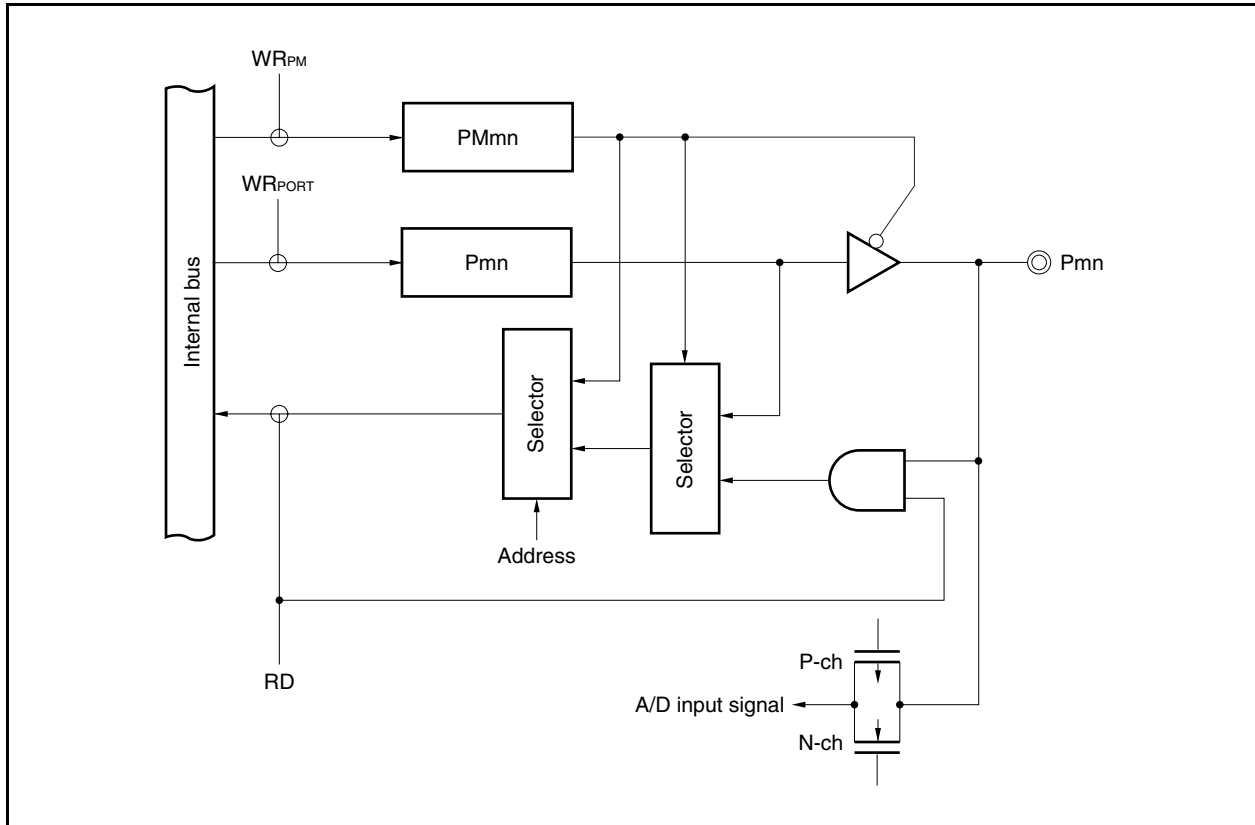 WRPM
PMmn
WRPORT
Pmn
Pmn
Internal bus
Selector
Selector
Address
RD
P-ch
A/D input signal
N-ch